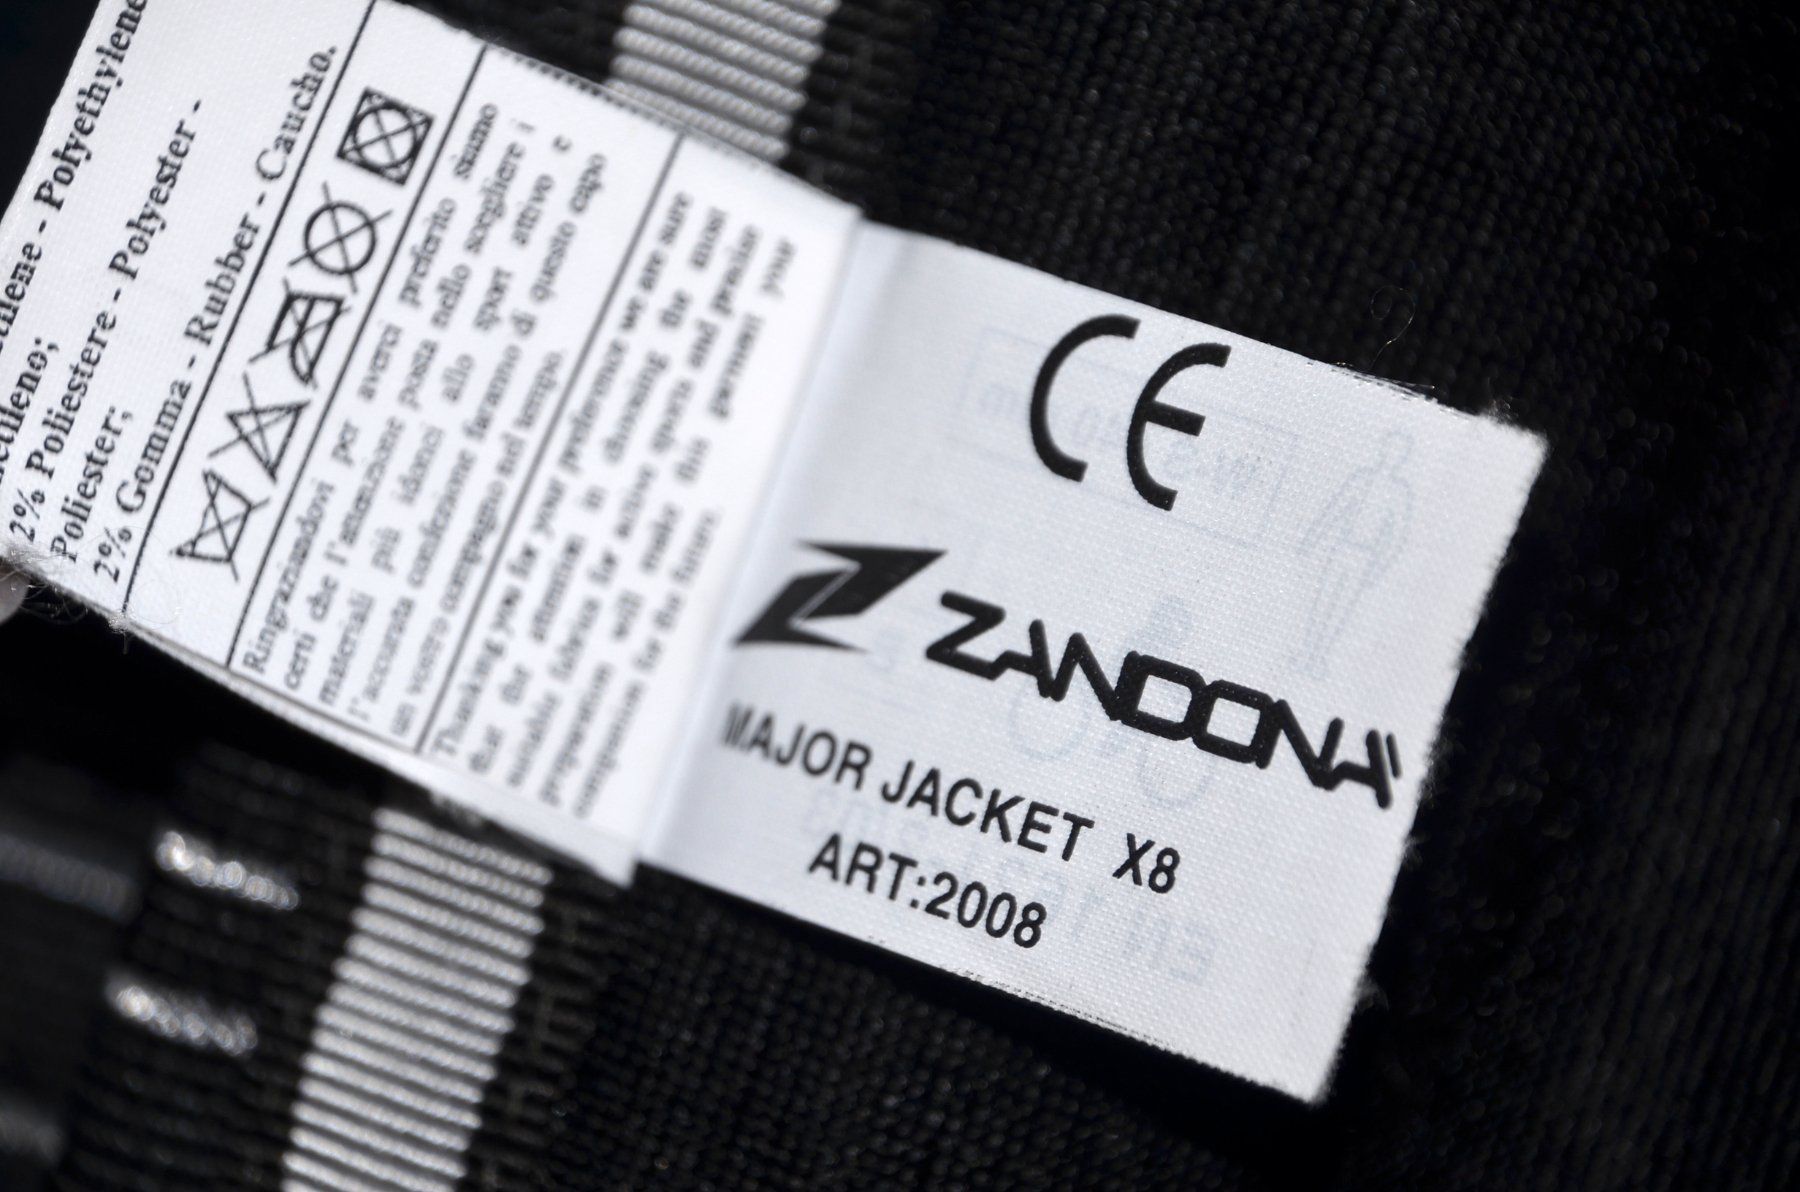 Polyethylene
2% Poliestere - Polyester -
Poliester;
2% Gomma - Rubber - Caucho.
Ringraziandovi per averci preferito siamo
certi che l'attenzione posta nello scegliere i
materiali più idonei allo sport attivo e
l'accurata confezione faranno di questo capo
un vostro compagno nel tempo.
Thanking you for your preference we are sure
that the attention in choosing the most
suitable fabrics for active sports and precise
preparation will make this garment your
companion for the future.
CE
ZANDONÀ
MAJOR JACKET X8
ART:2008